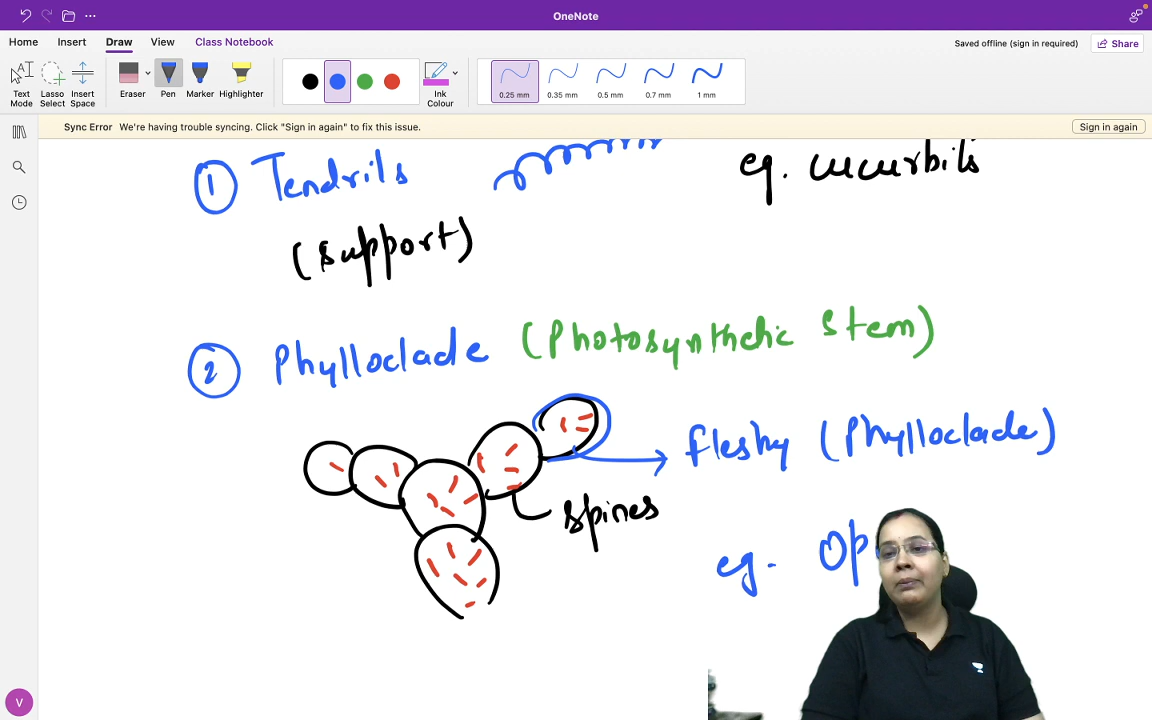 OneNote
Home Insert Draw View Class Notebook
Saved offline (sign in required) Share
Text Mode
Lasso Select
Insert Space
Eraser
Pen
Marker
Highlighter
Ink Colour
0.25 mm 0.35 mm 0.5 mm 0.7 mm 1 mm
Sync Error We're having trouble syncing. Click "Sign in again" to fix this issue. Sign in again
① Tendrils eg. cucurbits
(support)
② Phylloclade (Photosynthetic Stem)
fleshy (Phylloclade)
spines
eg. Op
V